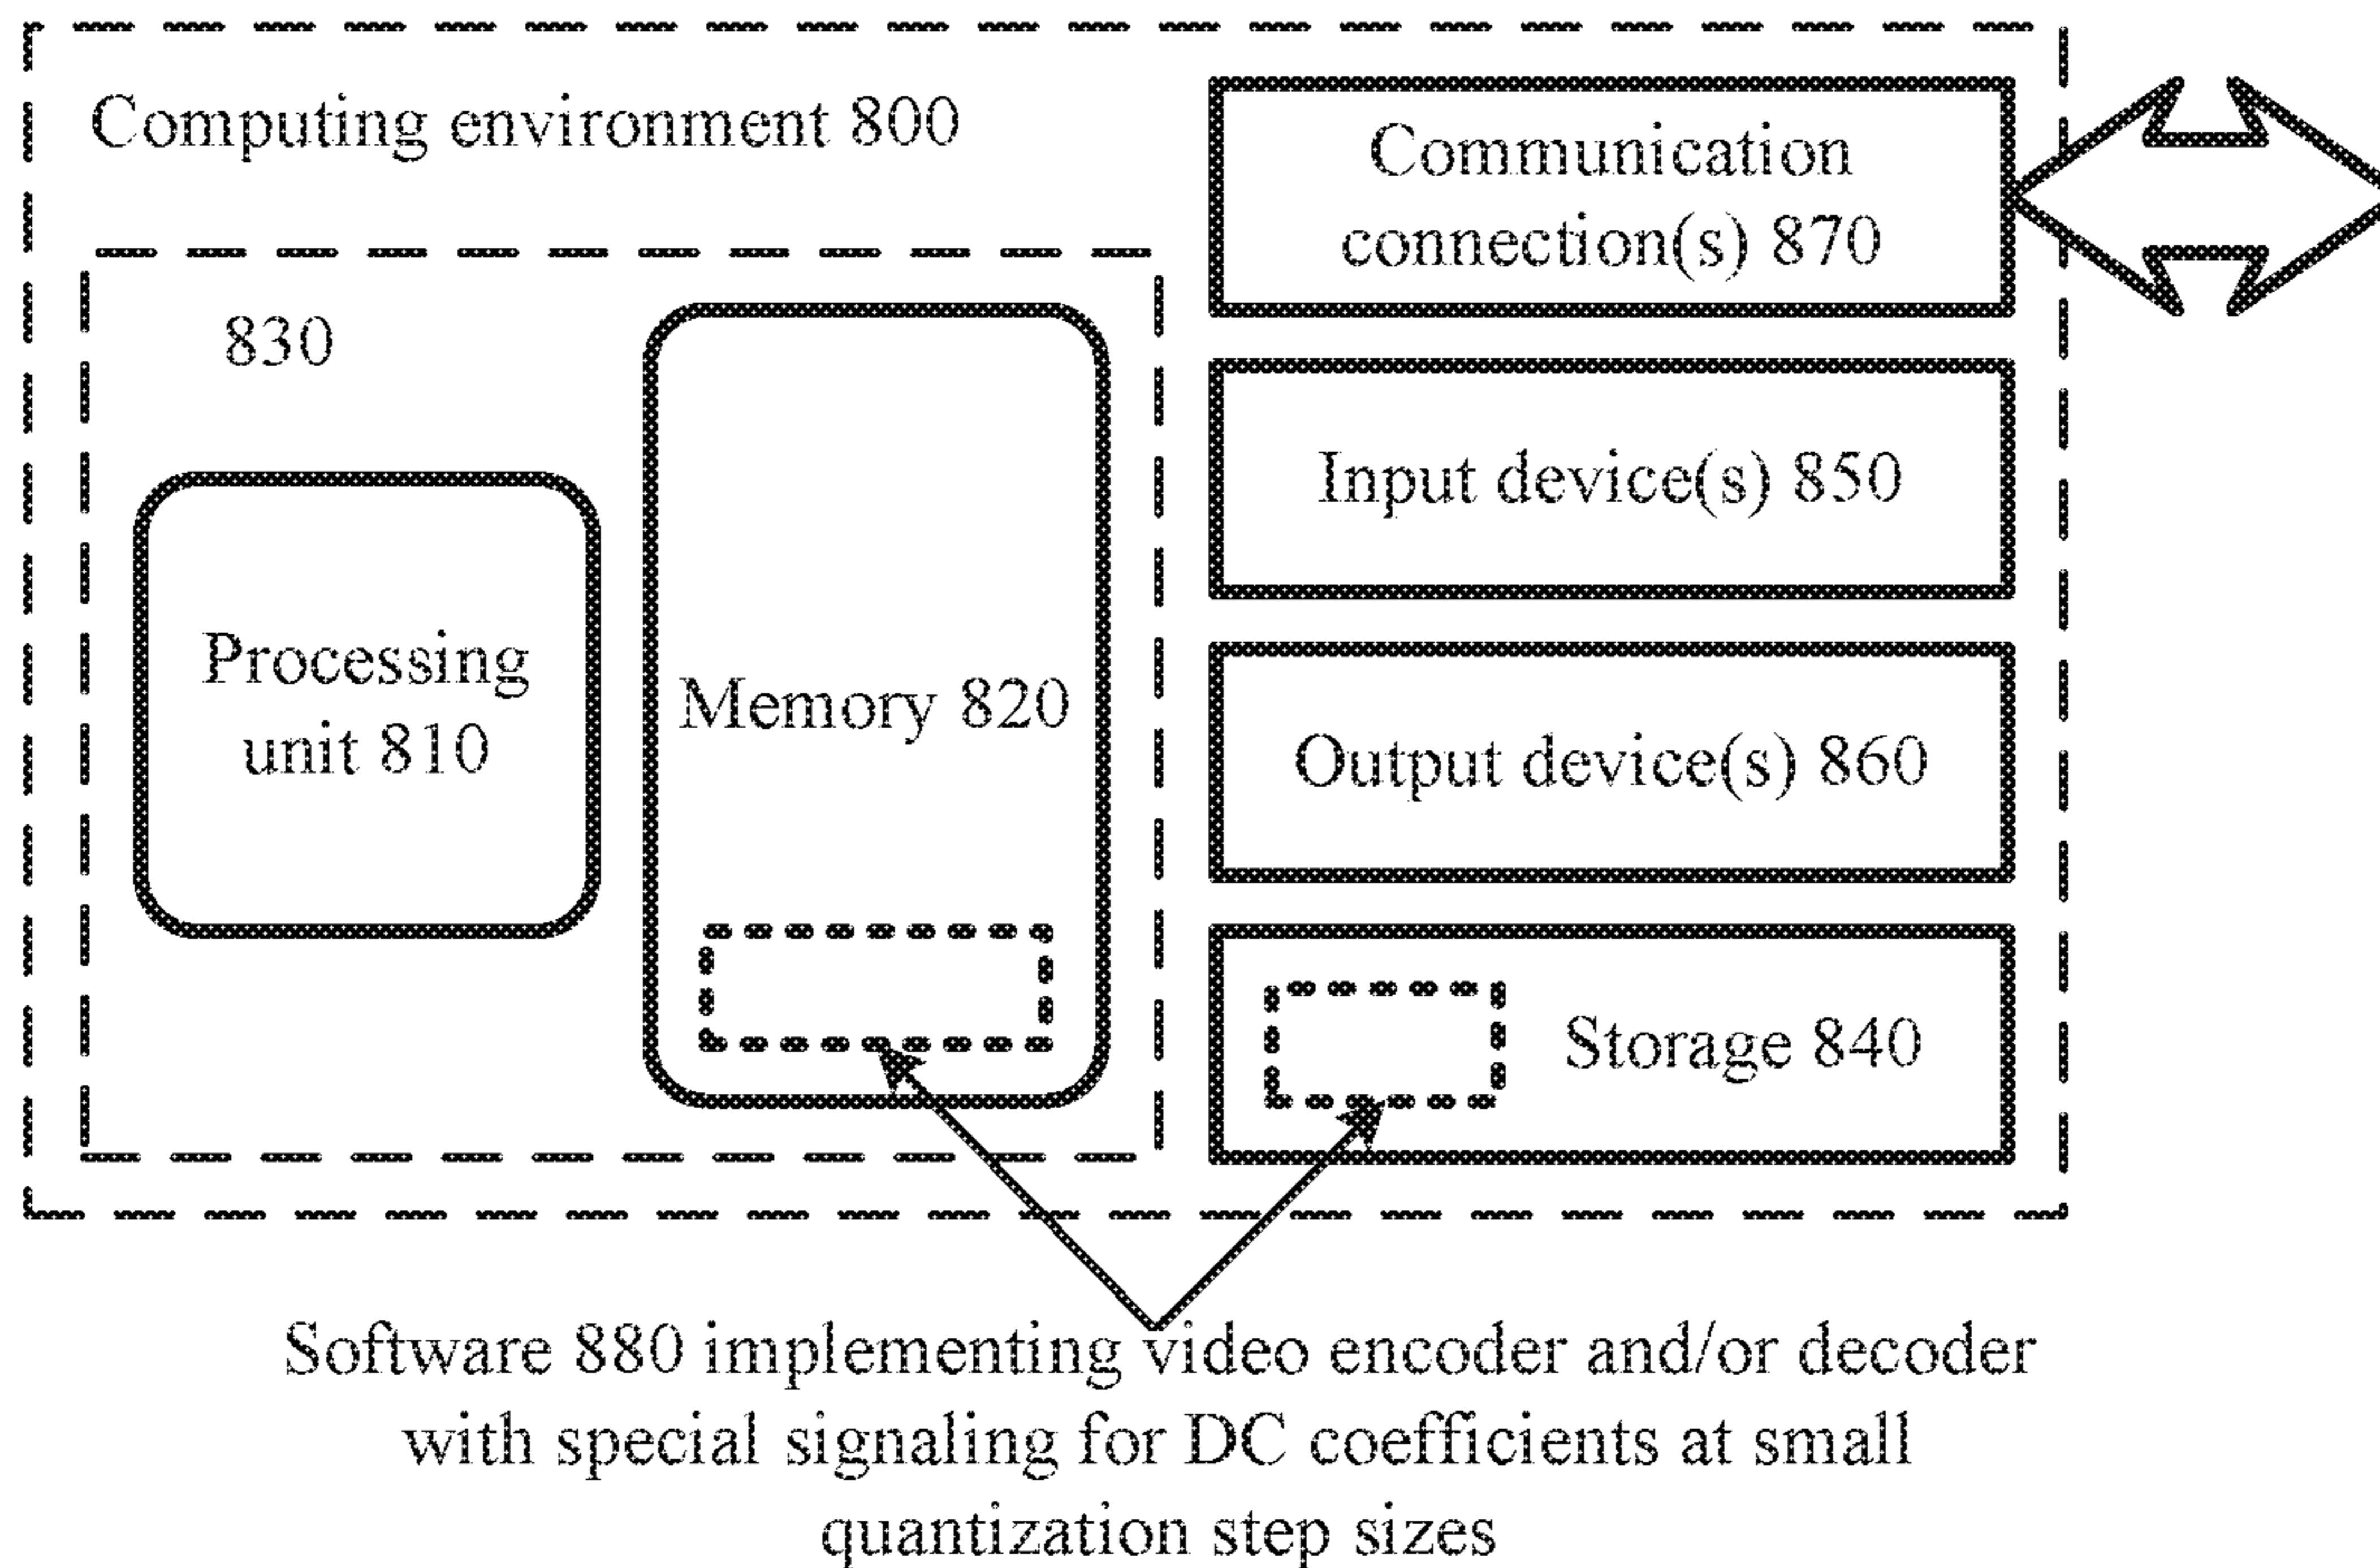 Computing environment 800
Communication
connection(s) 870
830
Input device(s) 850
Processing
unit 810
Memory 820
Output device(s) 860
Storage 840
Software 880 implementing video encoder and/or decoder
with special signaling for DC coefficients at small
quantization step sizes